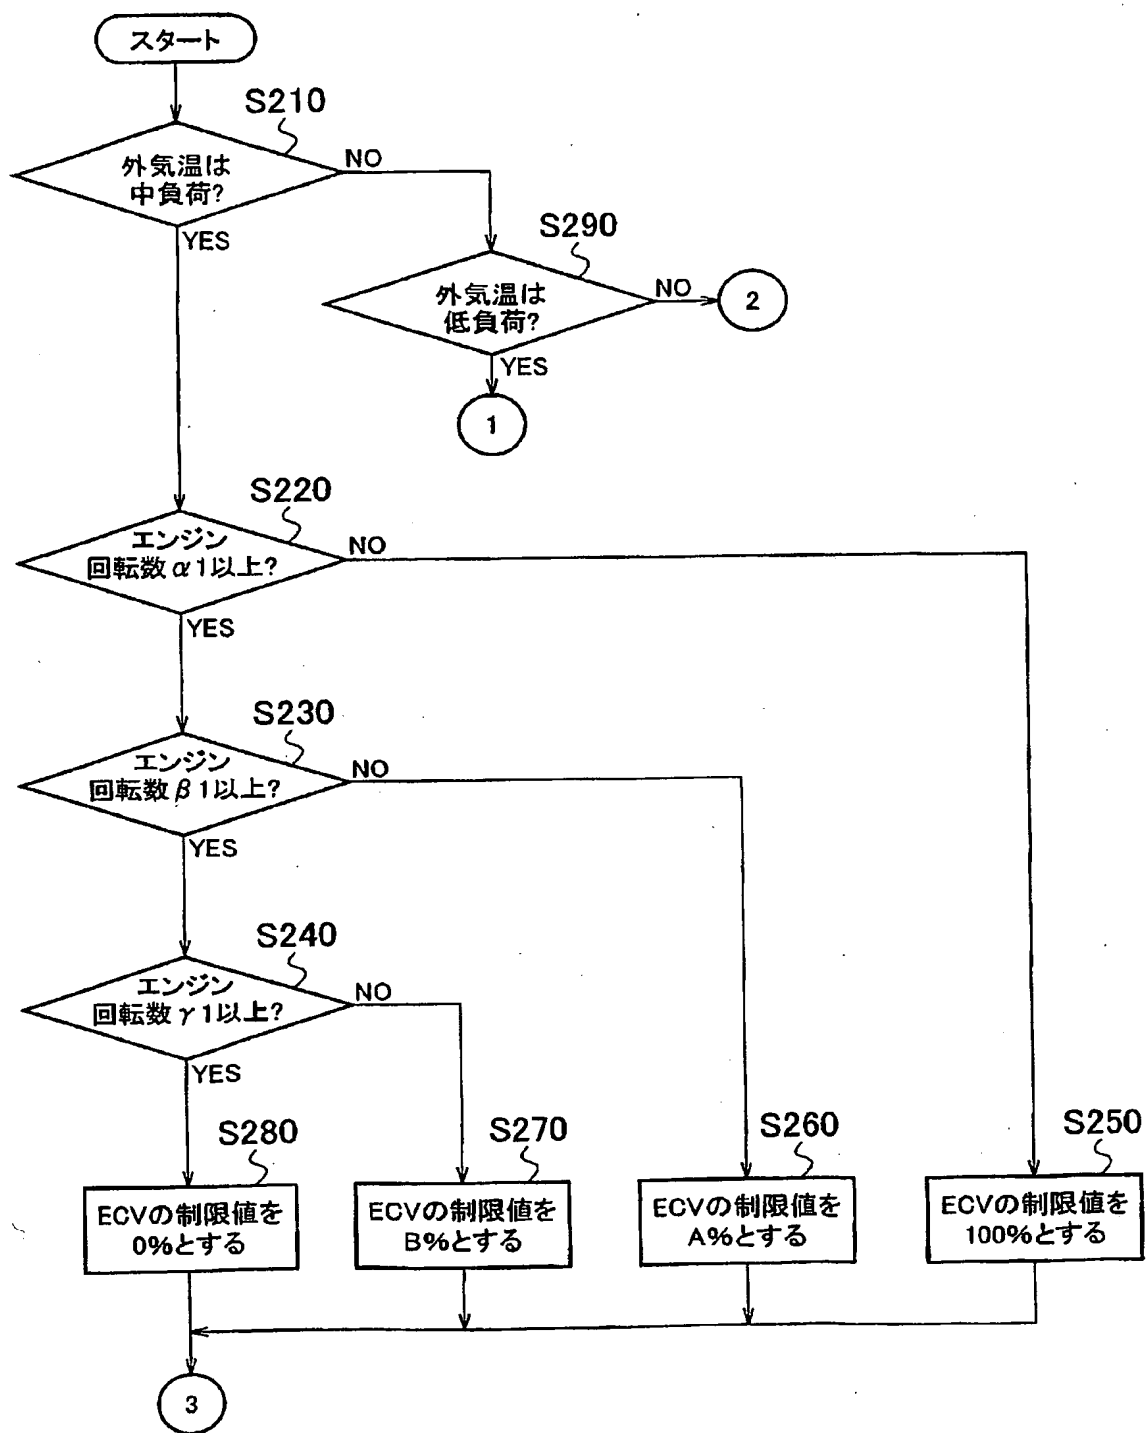 スタート
S210
外気温は
中負荷?
NO
YES
S290
外気温は
低負荷?
NO
2
YES
1
S220
エンジン
回転数α1以上?
NO
YES
S230
エンジン
回転数β1以上?
NO
YES
S240
エンジン
回転数γ1以上?
NO
YES
S280
ECVの制限値を
0%とする
S270
ECVの制限値を
B%とする
S260
ECVの制限値を
A%とする
S250
ECVの制限値を
100%とする
3